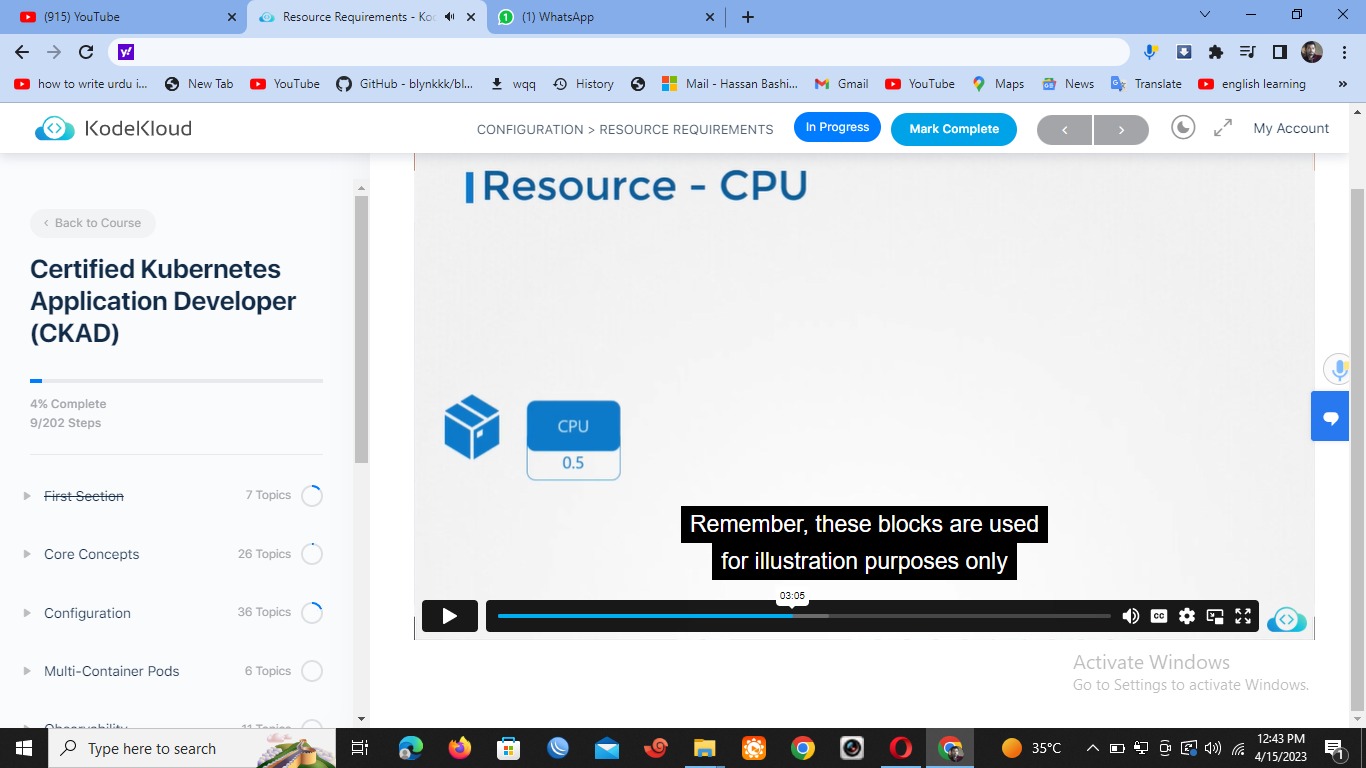 (915) YouTube
Resource Requirements - Ko
(1) WhatsApp
how to write urdu i...
New Tab
YouTube
GitHub - blynkkk/bl...
wqq
History
Mail - Hassan Bashi...
Gmail
YouTube
Maps
News
Translate
english learning
»
KodeKloud
CONFIGURATION > RESOURCE REQUIREMENTS
In Progress
Mark Complete
My Account
Back to Course
Certified Kubernetes
Application Developer
(CKAD)
4% Complete
9/202 Steps
First Section
7 Topics
Core Concepts
26 Topics
Configuration
36 Topics
Multi-Container Pods
6 Topics
Observability
11 Topics
Resource - CPU
CPU
0.5
Remember, these blocks are used
for illustration purposes only
03:05
CC
Activate Windows
Go to Settings to activate Windows.
Type here to search
35°C
12:43 PM
4/15/2023
1